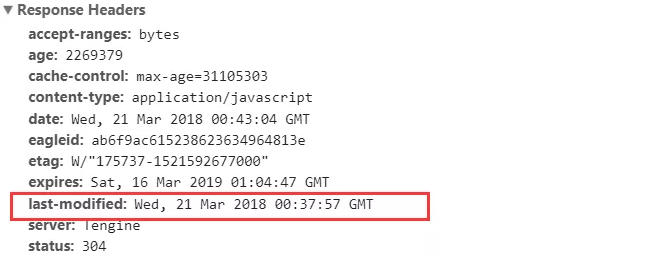 Response Headers
accept-ranges: bytes
age: 2269379
cache-control: max-age=31105303
content-type: application/javascript
date: Wed, 21 Mar 2018 00:43:04 GMT
eagleid: ab6f9ac615238623634964813e
etag: W/"175737-1521592677000"
expires: Sat, 16 Mar 2019 01:04:47 GMT
last-modified: Wed, 21 Mar 2018 00:37:57 GMT
server: Tengine
status: 304